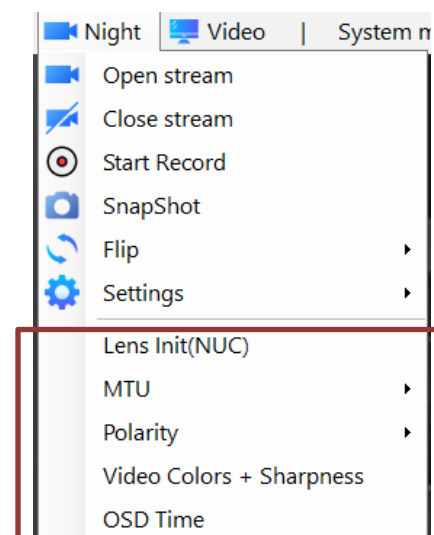 Night Video | System m
Open stream
Close stream
Start Record
SnapShot
Flip
Settings
Lens Init(NUC)
MTU
Polarity
Video Colors + Sharpness
OSD Time